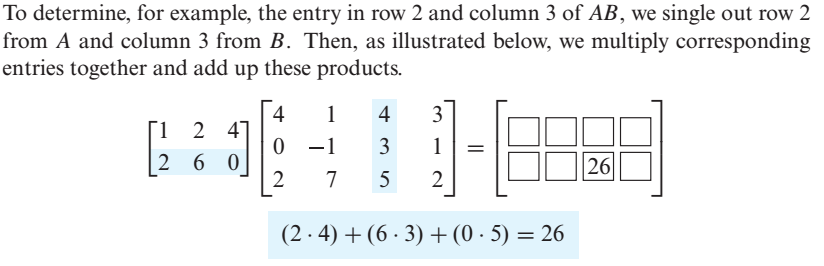 To determine, for example, the entry in row 2 and column 3 of AB, we single out row 2
from A and column 3 from B. Then, as illustrated below, we multiply corresponding
entries together and add up these products.
[1 2 4] [4 1 4 3]
[2 6 0] [0 −1 3 1] = [□ □ □ □]
[2 7 5 2] [□ □ 26 □]
(2 · 4) + (6 · 3) + (0 · 5) = 26